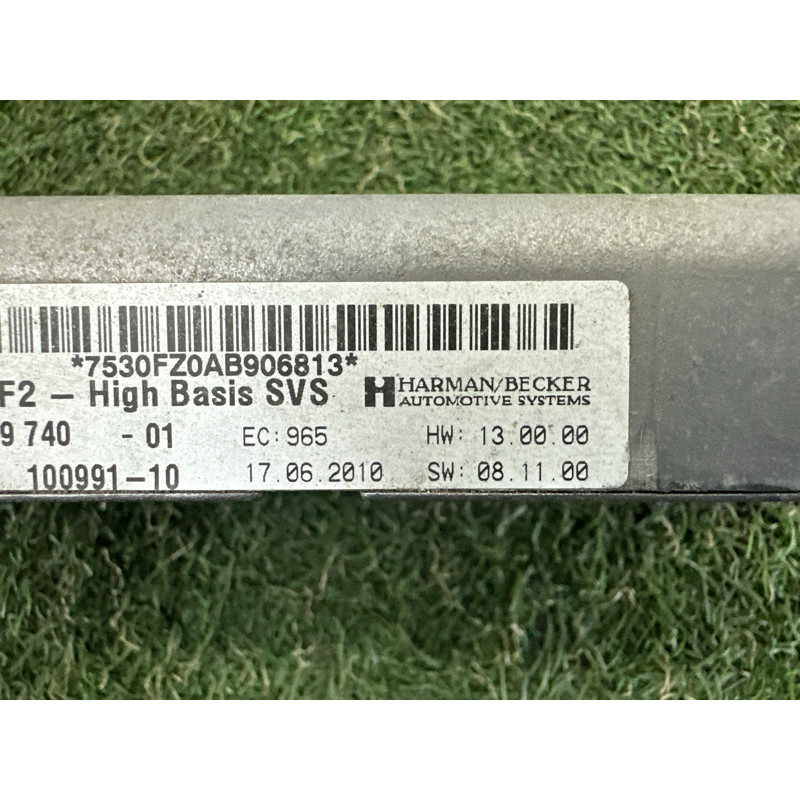 *7530FZ0AB906813*
F2 – High Basis SVS
HARMAN/BECKER
AUTOMOTIVE SYSTEMS
9 740 - 01 EC: 965 HW: 13.00.00
100991-10 17.06.2010 SW: 08.11.00